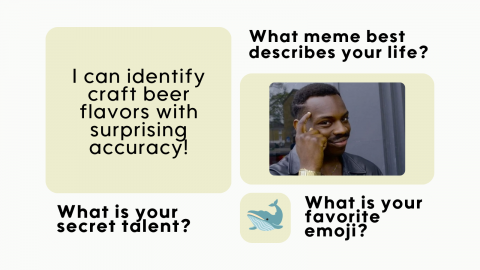 I can identify
craft beer
flavors with
surprising
accuracy!
What is your
secret talent?
What meme best
describes your life?
What is your
favorite
emoji?